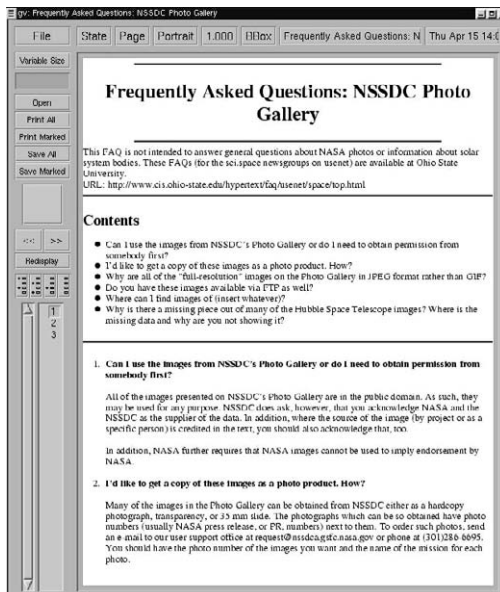 gv: Frequently Asked Questions: NSSDC Photo Gallery
File State Page Portrait 1.000 BBox Frequently Asked Questions: N Thu Apr 15 14:0
Variable Size
Open
Print All
Print Marked
Save All
Save Marked
<< >>
Redisplay
1
2
3
Frequently Asked Questions: NSSDC Photo
Gallery
This FAQ is not intended to answer general questions about NASA photos or information about solar
system bodies. These FAQs (for the sci.space newsgroups on usenet) are available at Ohio State
University.
URL: http://www.cis.ohio-state.edu/hypertext/faq/usenet/space/top.html
Contents
● Can I use the images from NSSDC's Photo Gallery or do I need to obtain permission from
somebody first?
● I'd like to get a copy of these images as a photo product. How?
● Why are all of the "full-resolution" images on the Photo Gallery in JPEG format rather than GIF?
● Do you have these images available via FTP as well?
● Where can I find images of (insert whatever)?
● Why is there a missing piece out of many of the Hubble Space Telescope images? Where is the
missing data and why are you not showing it?
1. Can I use the images from NSSDC's Photo Gallery or do I need to obtain permission from
somebody first?
All of the images presented on NSSDC's Photo Gallery are in the public domain. As such, they
may be used for any purpose. NSSDC does ask, however, that you acknowledge NASA and the
NSSDC as the supplier of the data. In addition, where the source of the image (by project or as a
specific person) is credited in the text, you should also acknowledge that, too.
In addition, NASA further requires that NASA images cannot be used to imply endorsement by
NASA.
2. I'd like to get a copy of these images as a photo product. How?
Many of the images in the Photo Gallery can be obtained from NSSDC either as a hardcopy
photograph, transparency, or 35 mm slide. The photographs which can be so obtained have photo
numbers (usually NASA press release, or PR, numbers) next to them. To order such photos, send
an e-mail to our user support office at request@nssdca.gsfc.nasa.gov or phone at (301)286-6695.
You should have the photo number of the images you want and the name of the mission for each
photo.